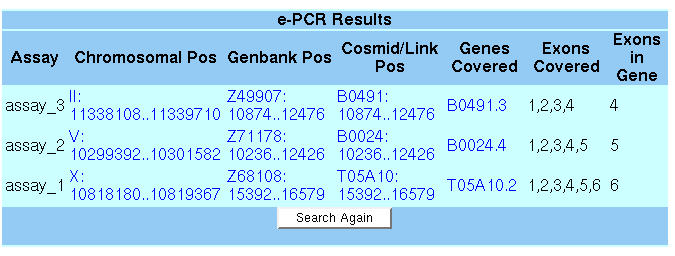 e-PCR Results
Assay Chromosomal Pos Genbank Pos Cosmid/Link Pos Genes Covered Exons Covered Exons in Gene
assay_3 II: 11338108..11339710 Z49907: 10874..12476 B0491: 10874..12476 B0491.3 1,2,3,4 4
assay_2 V: 10299392..10301582 Z71178: 10236..12426 B0024: 10236..12426 B0024.4 1,2,3,4,5 5
assay_1 X: 10818180..10819367 Z68108: 15392..16579 T05A10: 15392..16579 T05A10.2 1,2,3,4,5,6 6
Search Again